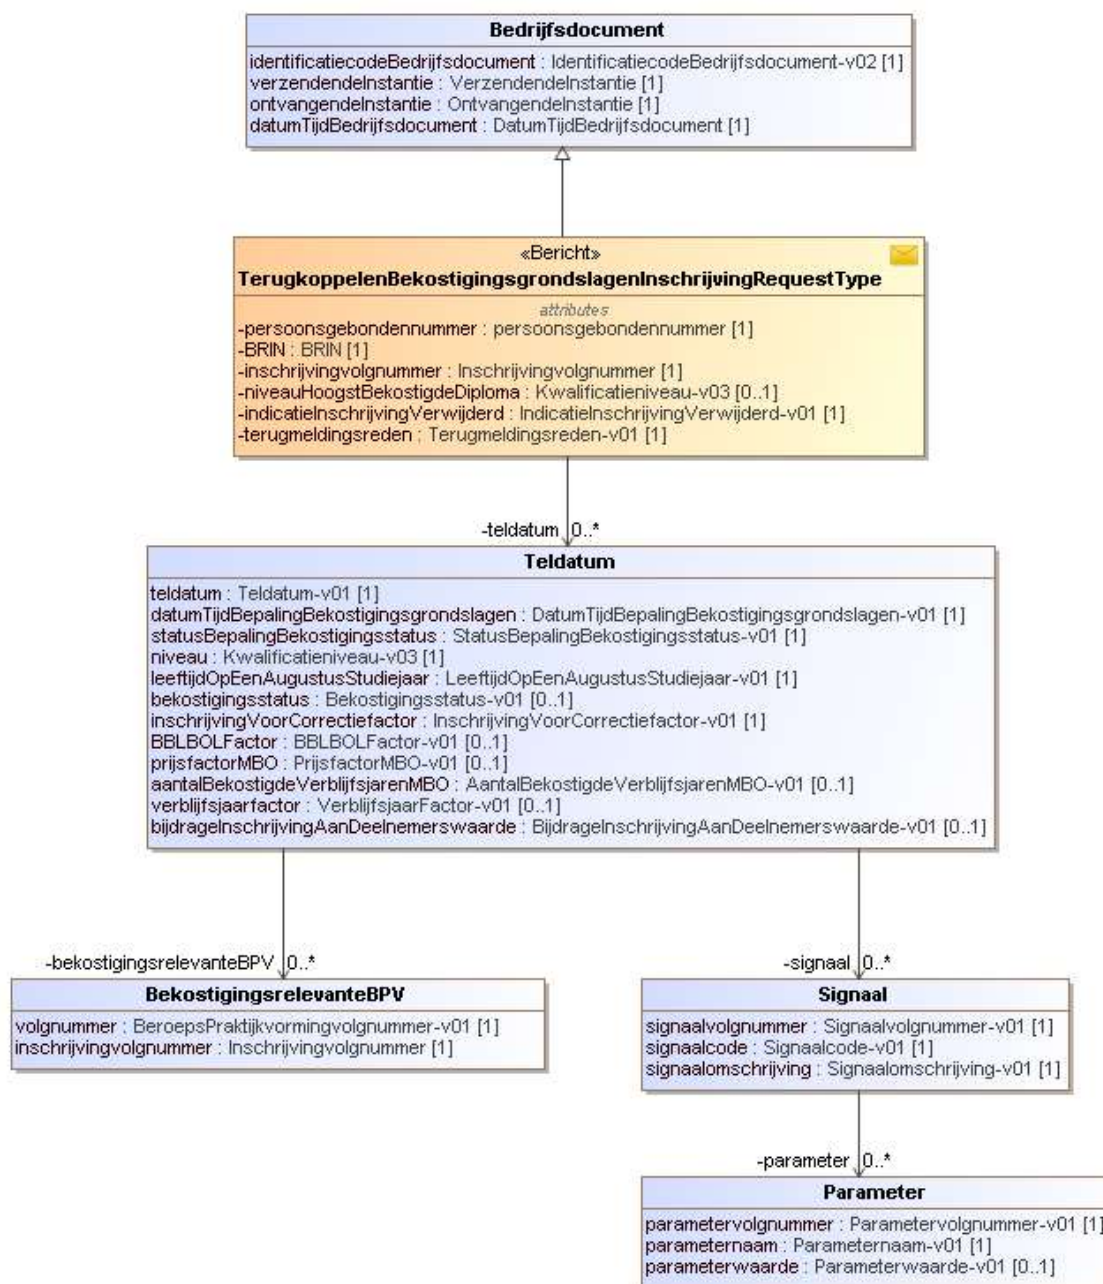 Bedrijfsdocument
identificatiecodeBedrijfsdocument : IdentificatiecodeBedrijfsdocument-v02 [1]
verzendendeInstantie : VerzendendeInstantie [1]
ontvangendeInstantie : OntvangendeInstantie [1]
datumTijdBedrijfsdocument : DatumTijdBedrijfsdocument [1]
«Bericht»
TerugkoppelenBekostigingsgrondslagenInschrijvingRequestType
attributes
-persoonsgebondennummer : persoonsgebondennummer [1]
-BRIN : BRIN [1]
-inschrijvingvolgnummer : Inschrijvingvolgnummer [1]
-niveauHoogstBekostigdeDiploma : Kwalificatieniveau-v03 [0..1]
-indicatieInschrijvingVerwijderd : IndicatieInschrijvingVerwijderd-v01 [1]
-terugmeldingsreden : Terugmeldingsreden-v01 [1]
-teldatum 0..*
Teldatum
teldatum : Teldatum-v01 [1]
datumTijdBepalingBekostigingsgrondslagen : DatumTijdBepalingBekostigingsgrondslagen-v01 [1]
statusBepalingBekostigingsstatus : StatusBepalingBekostigingsstatus-v01 [1]
niveau : Kwalificatieniveau-v03 [1]
leeftijdOpEenAugustusStudiejaar : LeeftijdOpEenAugustusStudiejaar-v01 [1]
bekostigingsstatus : Bekostigingsstatus-v01 [0..1]
inschrijvingVoorCorrectiefactor : InschrijvingVoorCorrectiefactor-v01 [1]
BBLBOLFactor : BBLBOLFactor-v01 [0..1]
prijsfactorMBO : PrijsfactorMBO-v01 [0..1]
aantalBekostigdeVerblijfsjarenMBO : AantalBekostigdeVerblijfsjarenMBO-v01 [0..1]
verblijfsjaarfactor : VerblijfsjaarFactor-v01 [0..1]
bijdrageInschrijvingAanDeelnemerswaarde : BijdrageInschrijvingAanDeelnemerswaarde-v01 [0..1]
-bekostigingsrelevanteBPV 0..*
BekostigingsrelevanteBPV
volgnummer : BeroepsPraktijkvormingvolgnummer-v01 [1]
inschrijvingvolgnummer : Inschrijvingvolgnummer [1]
-signaal 0..*
Signaal
signaalvolgnummer : Signaalvolgnummer-v01 [1]
signaalcode : Signaalcode-v01 [1]
signaalomschrijving : Signaalomschrijving-v01 [1]
-parameter 0..*
Parameter
parametervolgnummer : Parametervolgnummer-v01 [1]
parameternaam : Parameternaam-v01 [1]
parameterwaarde : Parameterwaarde-v01 [0..1]